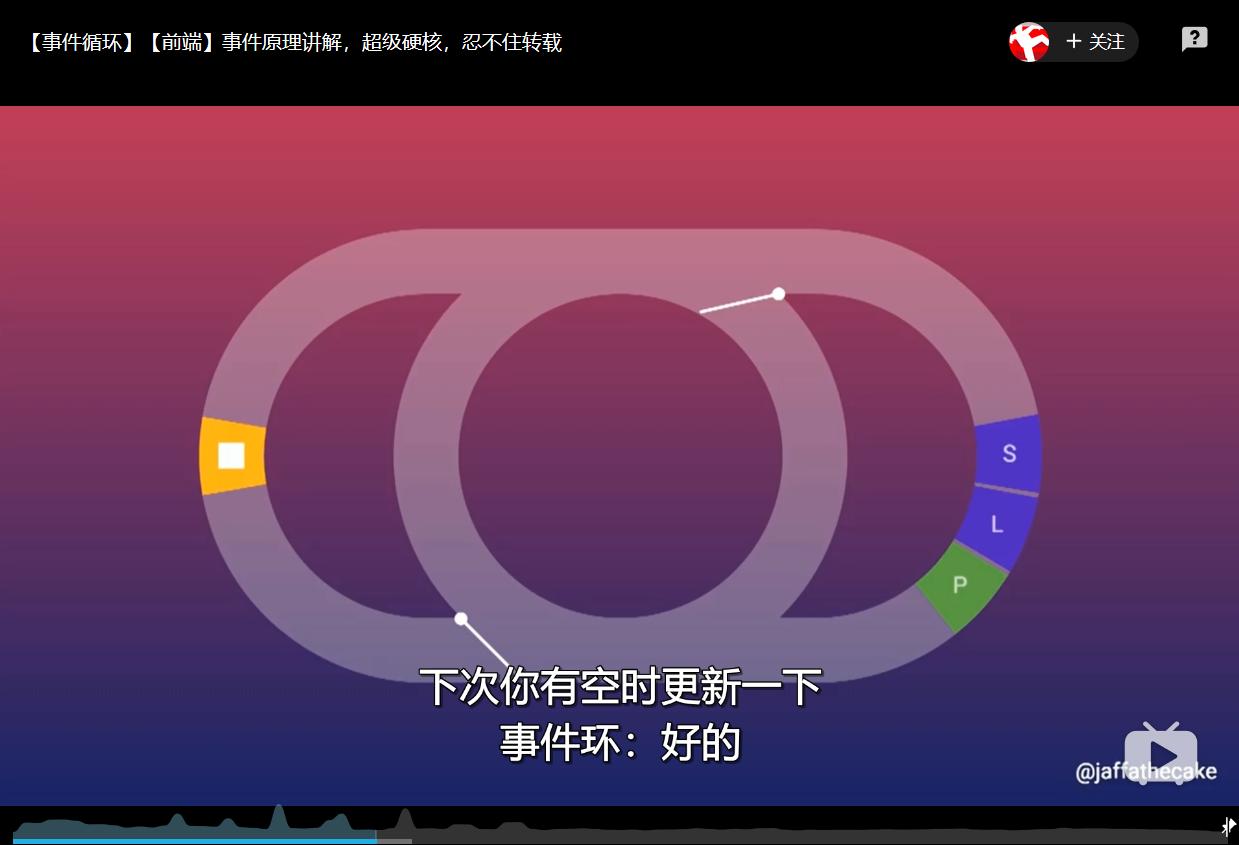 【事件循环】【前端】事件原理讲解，超级硬核，忍不住转载
+ 关注
?
S
L
P
下次你有空时更新一下
事件环：好的
@jaffathecake